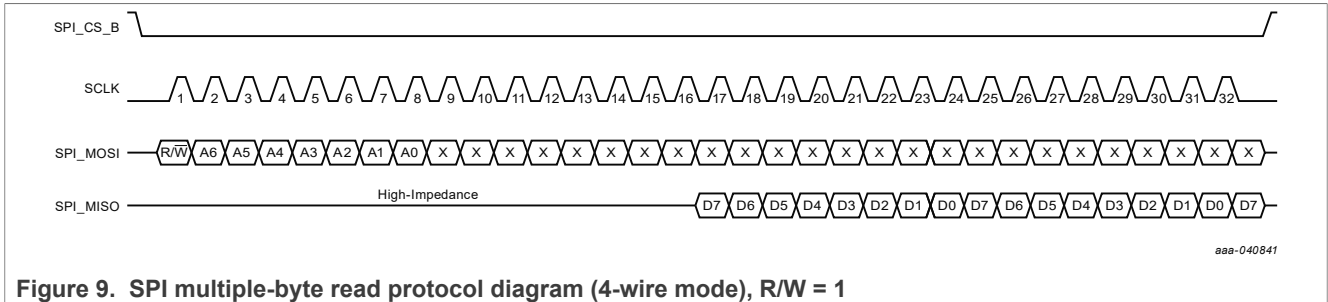 SPI_CS_B
SCLK 1 2 3 4 5 6 7 8 9 10 11 12 13 14 15 16 17 18 19 20 21 22 23 24 25 26 27 28 29 30 31 32
SPI_MOSI R/W̅ A6 A5 A4 A3 A2 A1 A0 X X X X X X X X X X X X X X X X X X X X X X X X X
High-Impedance
SPI_MISO D7 D6 D5 D4 D3 D2 D1 D0 D7 D6 D5 D4 D3 D2 D1 D0 D7
aaa-040841
Figure 9. SPI multiple-byte read protocol diagram (4-wire mode), R/W = 1